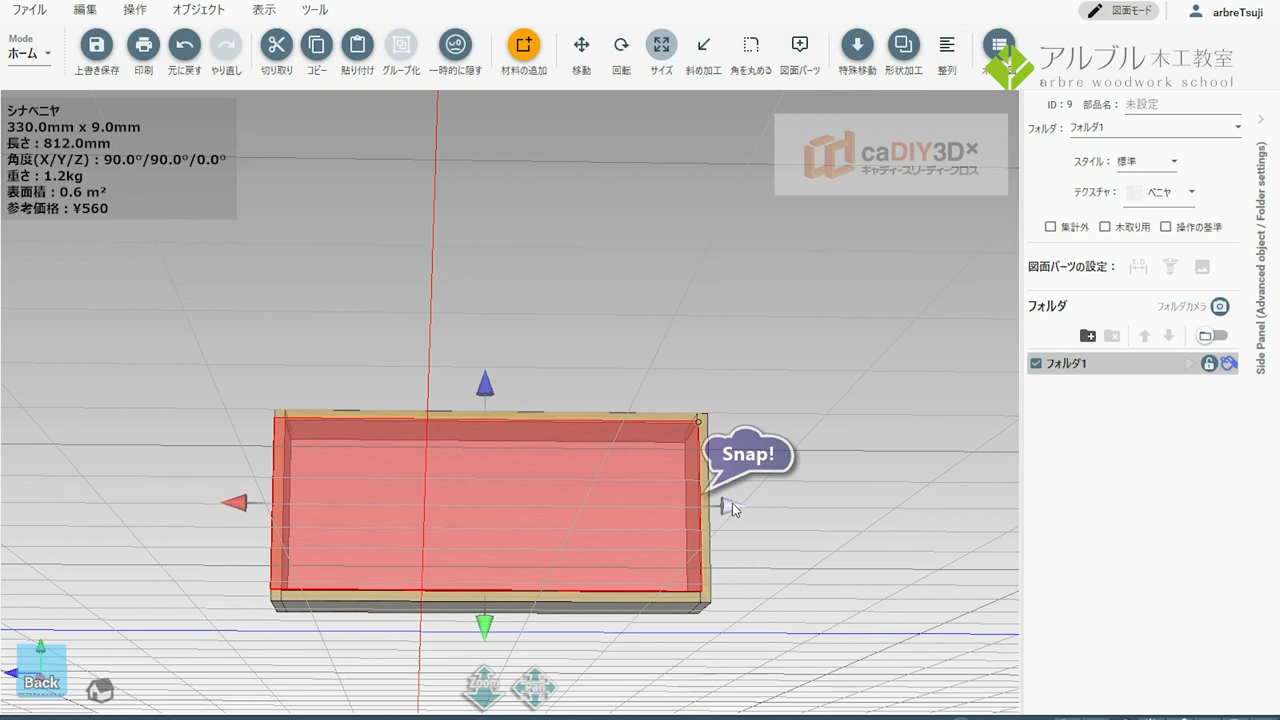 ファイル 編集 操作 オブジェクト 表示 ツール
図面モード arbreTsuji
Mode
ホーム
上書き保存 印刷 元に戻す やり直し 切り取り コピー 貼り付け グループ化 一時的に隠す 材料の追加 移動 回転 サイズ 斜め加工 角を丸める 図面パーツ 特殊移動 形状加工 整列
アルブル木工教室
arbre woodwork school
シナベニヤ
330.0mm x 9.0mm
長さ : 812.0mm
角度(X/Y/Z) : 90.0°/90.0°/0.0°
重さ : 1.2kg
表面積 : 0.6 m²
参考価格 : ¥560
caDIY3D×
キャディースリーディークロス
ID : 9 部品名 : 未設定
フォルダ : フォルダ1
スタイル : 標準
テクスチャ : ベニヤ
集計外 木取り用 操作の基準
図面パーツの設定 : 1.0
フォルダ フォルダカメラ
フォルダ1
Side Panel (Advanced object / Folder settings)
Snap!
Back
Zoom Pan